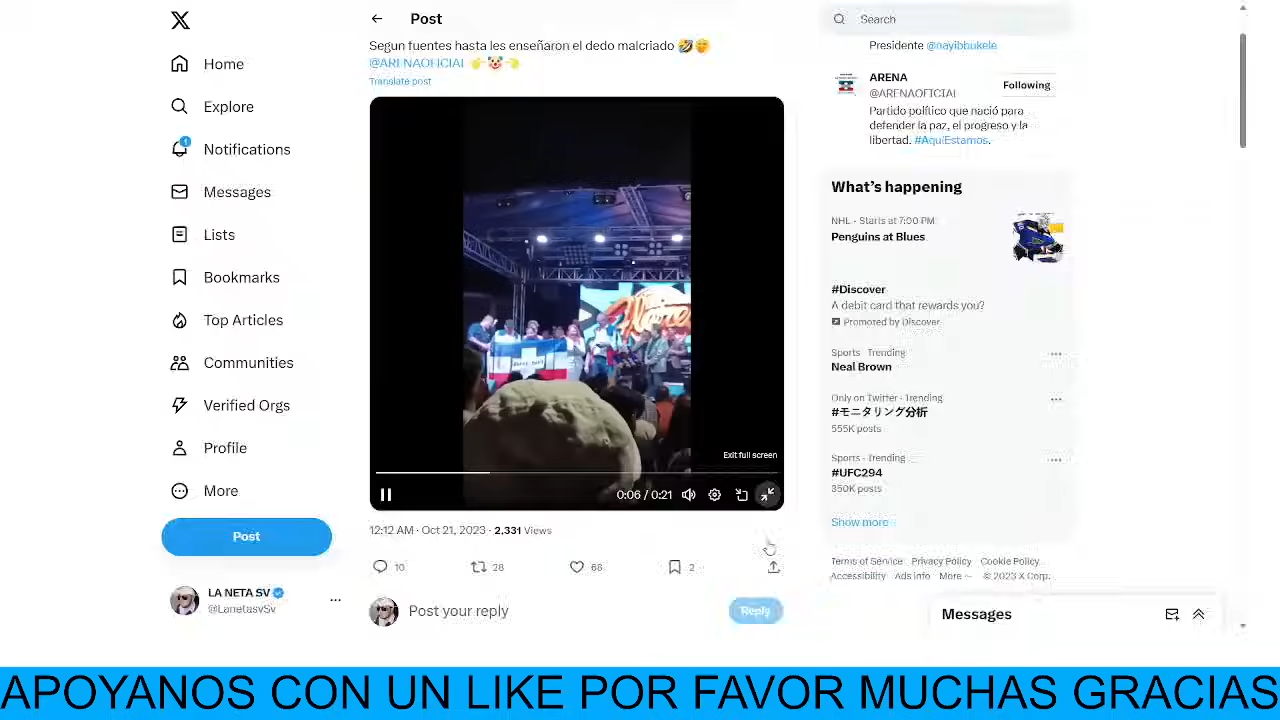 Post
Search
Segun fuentes hasta les enseñaron el dedo malcriado 🤣🤭
@ARENAOFICIAL 👉🤡👈
Translate post
Home
Explore
1
Notifications
Messages
Lists
Bookmarks
Top Articles
Communities
Verified Orgs
Profile
More
Post
LA NETA SV
@LanetasvSv
Exit full screen
0:06 / 0:21
12:12 AM · Oct 21, 2023 · 2,331 Views
10
28
68
2
Post your reply
Reply
Presidente @nayibbukele
ARENA
@ARENAOFICIAL
Following
Partido político que nació para
defender la paz, el progreso y la
libertad. #AquíEstamos.
What's happening
NHL · Starts at 7:00 PM
Penguins at Blues
#Discover
A debit card that rewards you?
Promoted by Discover
Sports · Trending
Neal Brown
Only on Twitter · Trending
#モニタリング分析
555K posts
Sports · Trending
#UFC294
350K posts
Show more
Terms of Service Privacy Policy Cookie Policy
Accessibility Ads info More ··· © 2023 X Corp.
Messages
APOYANOS CON UN LIKE POR FAVOR MUCHAS GRACIAS